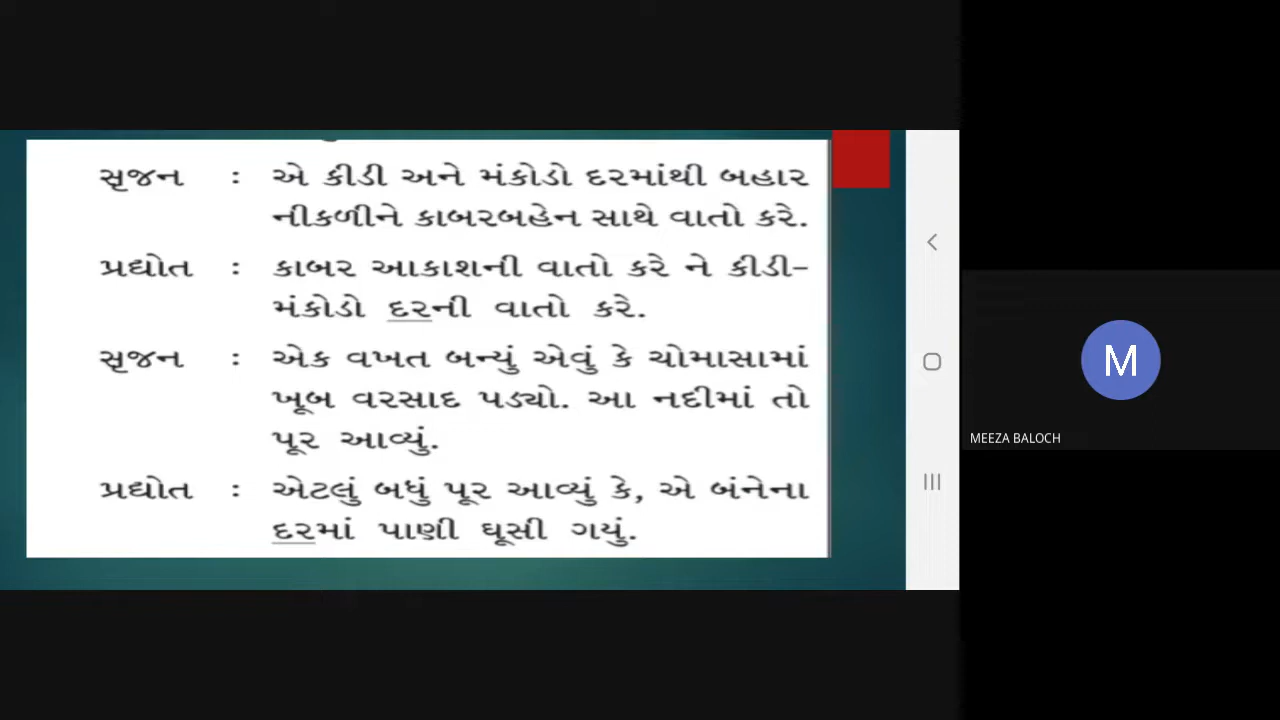 સૃજન : એ કીડી અને મંકોડો દરમાંથી બહાર
નીકળીને કાબરબહેન સાથે વાતો કરે.
પ્રદ્યોત : કાબર આકાશની વાતો કરે ને કીડી-
મંકોડો દરની વાતો કરે.
સૃજન : એક વખત બન્યું એવું કે ચોમાસામાં
ખૂબ વરસાદ પડ્યો. આ નદીમાં તો
પૂર આવ્યું.
પ્રદ્યોત : એટલું બધું પૂર આવ્યું કે, એ બંનેના
દરમાં પાણી ઘૂસી ગયું.
M
MEEZA BALOCH